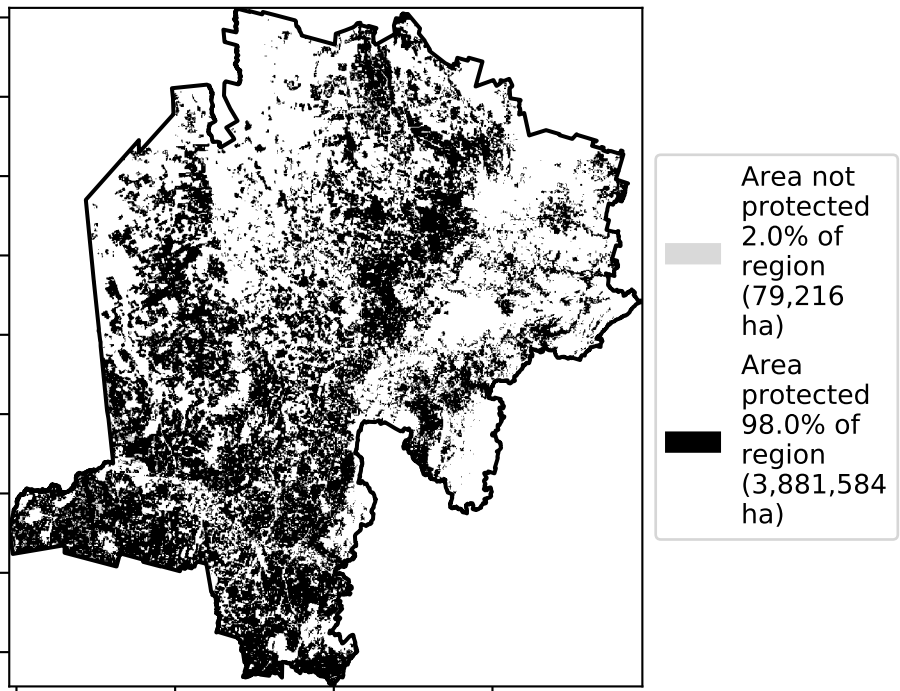 Area not
protected
2.0% of
region
(79,216
ha)
Area
protected
98.0% of
region
(3,881,584
ha)